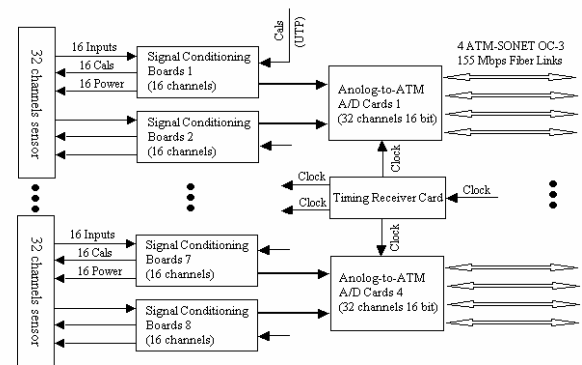 32 channels sensor
16 Inputs
16 Cals
16 Power
Signal Conditioning
Boards 1
(16 channels)
Cals
(UTP)
Signal Conditioning
Boards 2
(16 channels)
Anolog-to-ATM
A/D Cards 1
(32 channels 16 bit)
4 ATM-SONET OC-3
155 Mbps Fiber Links
Clock
Clock
Clock
Timing Receiver Card
Clock
Clock
32 channels sensor
16 Inputs
16 Cals
16 Power
Signal Conditioning
Boards 7
(16 channels)
Signal Conditioning
Boards 8
(16 channels)
Anolog-to-ATM
A/D Cards 4
(32 channels 16 bit)